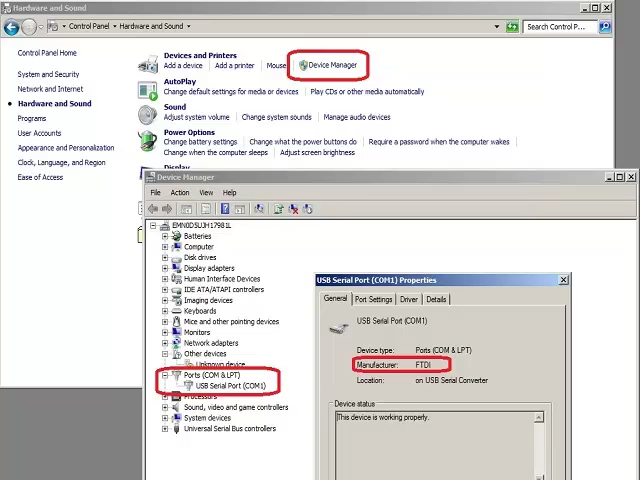 Hardware and Sound
Control Panel ▸ Hardware and Sound ▸
Search Control P...
Control Panel Home
System and Security
Network and Internet
Hardware and Sound
Programs
User Accounts
Appearance and Personalization
Clock, Language, and Region
Ease of Access
Devices and Printers
Add a device Add a printer Mouse Device Manager
AutoPlay
Change default settings for media or devices Play CDs or other media automatically
Sound
Adjust system volume Change system sounds Manage audio devices
Power Options
Change battery settings Change what the power buttons do Require a password when the computer wakes
Change when the computer sleeps Adjust screen brightness
Display
Device Manager
File Action View Help
EMN0D5UJH17981L
Batteries
Computer
Disk drives
Display adapters
Human Interface Devices
IDE ATA/ATAPI controllers
Imaging devices
Keyboards
Mice and other pointing devices
Monitors
Network adapters
Other devices
Unknown device
Ports (COM & LPT)
USB Serial Port (COM1)
Processors
Sound, video and game controllers
System devices
Universal Serial Bus controllers
USB Serial Port (COM1) Properties
General Port Settings Driver Details
USB Serial Port (COM1)
Device type: Ports (COM & LPT)
Manufacturer: FTDI
Location: on USB Serial Converter
Device status
This device is working properly.